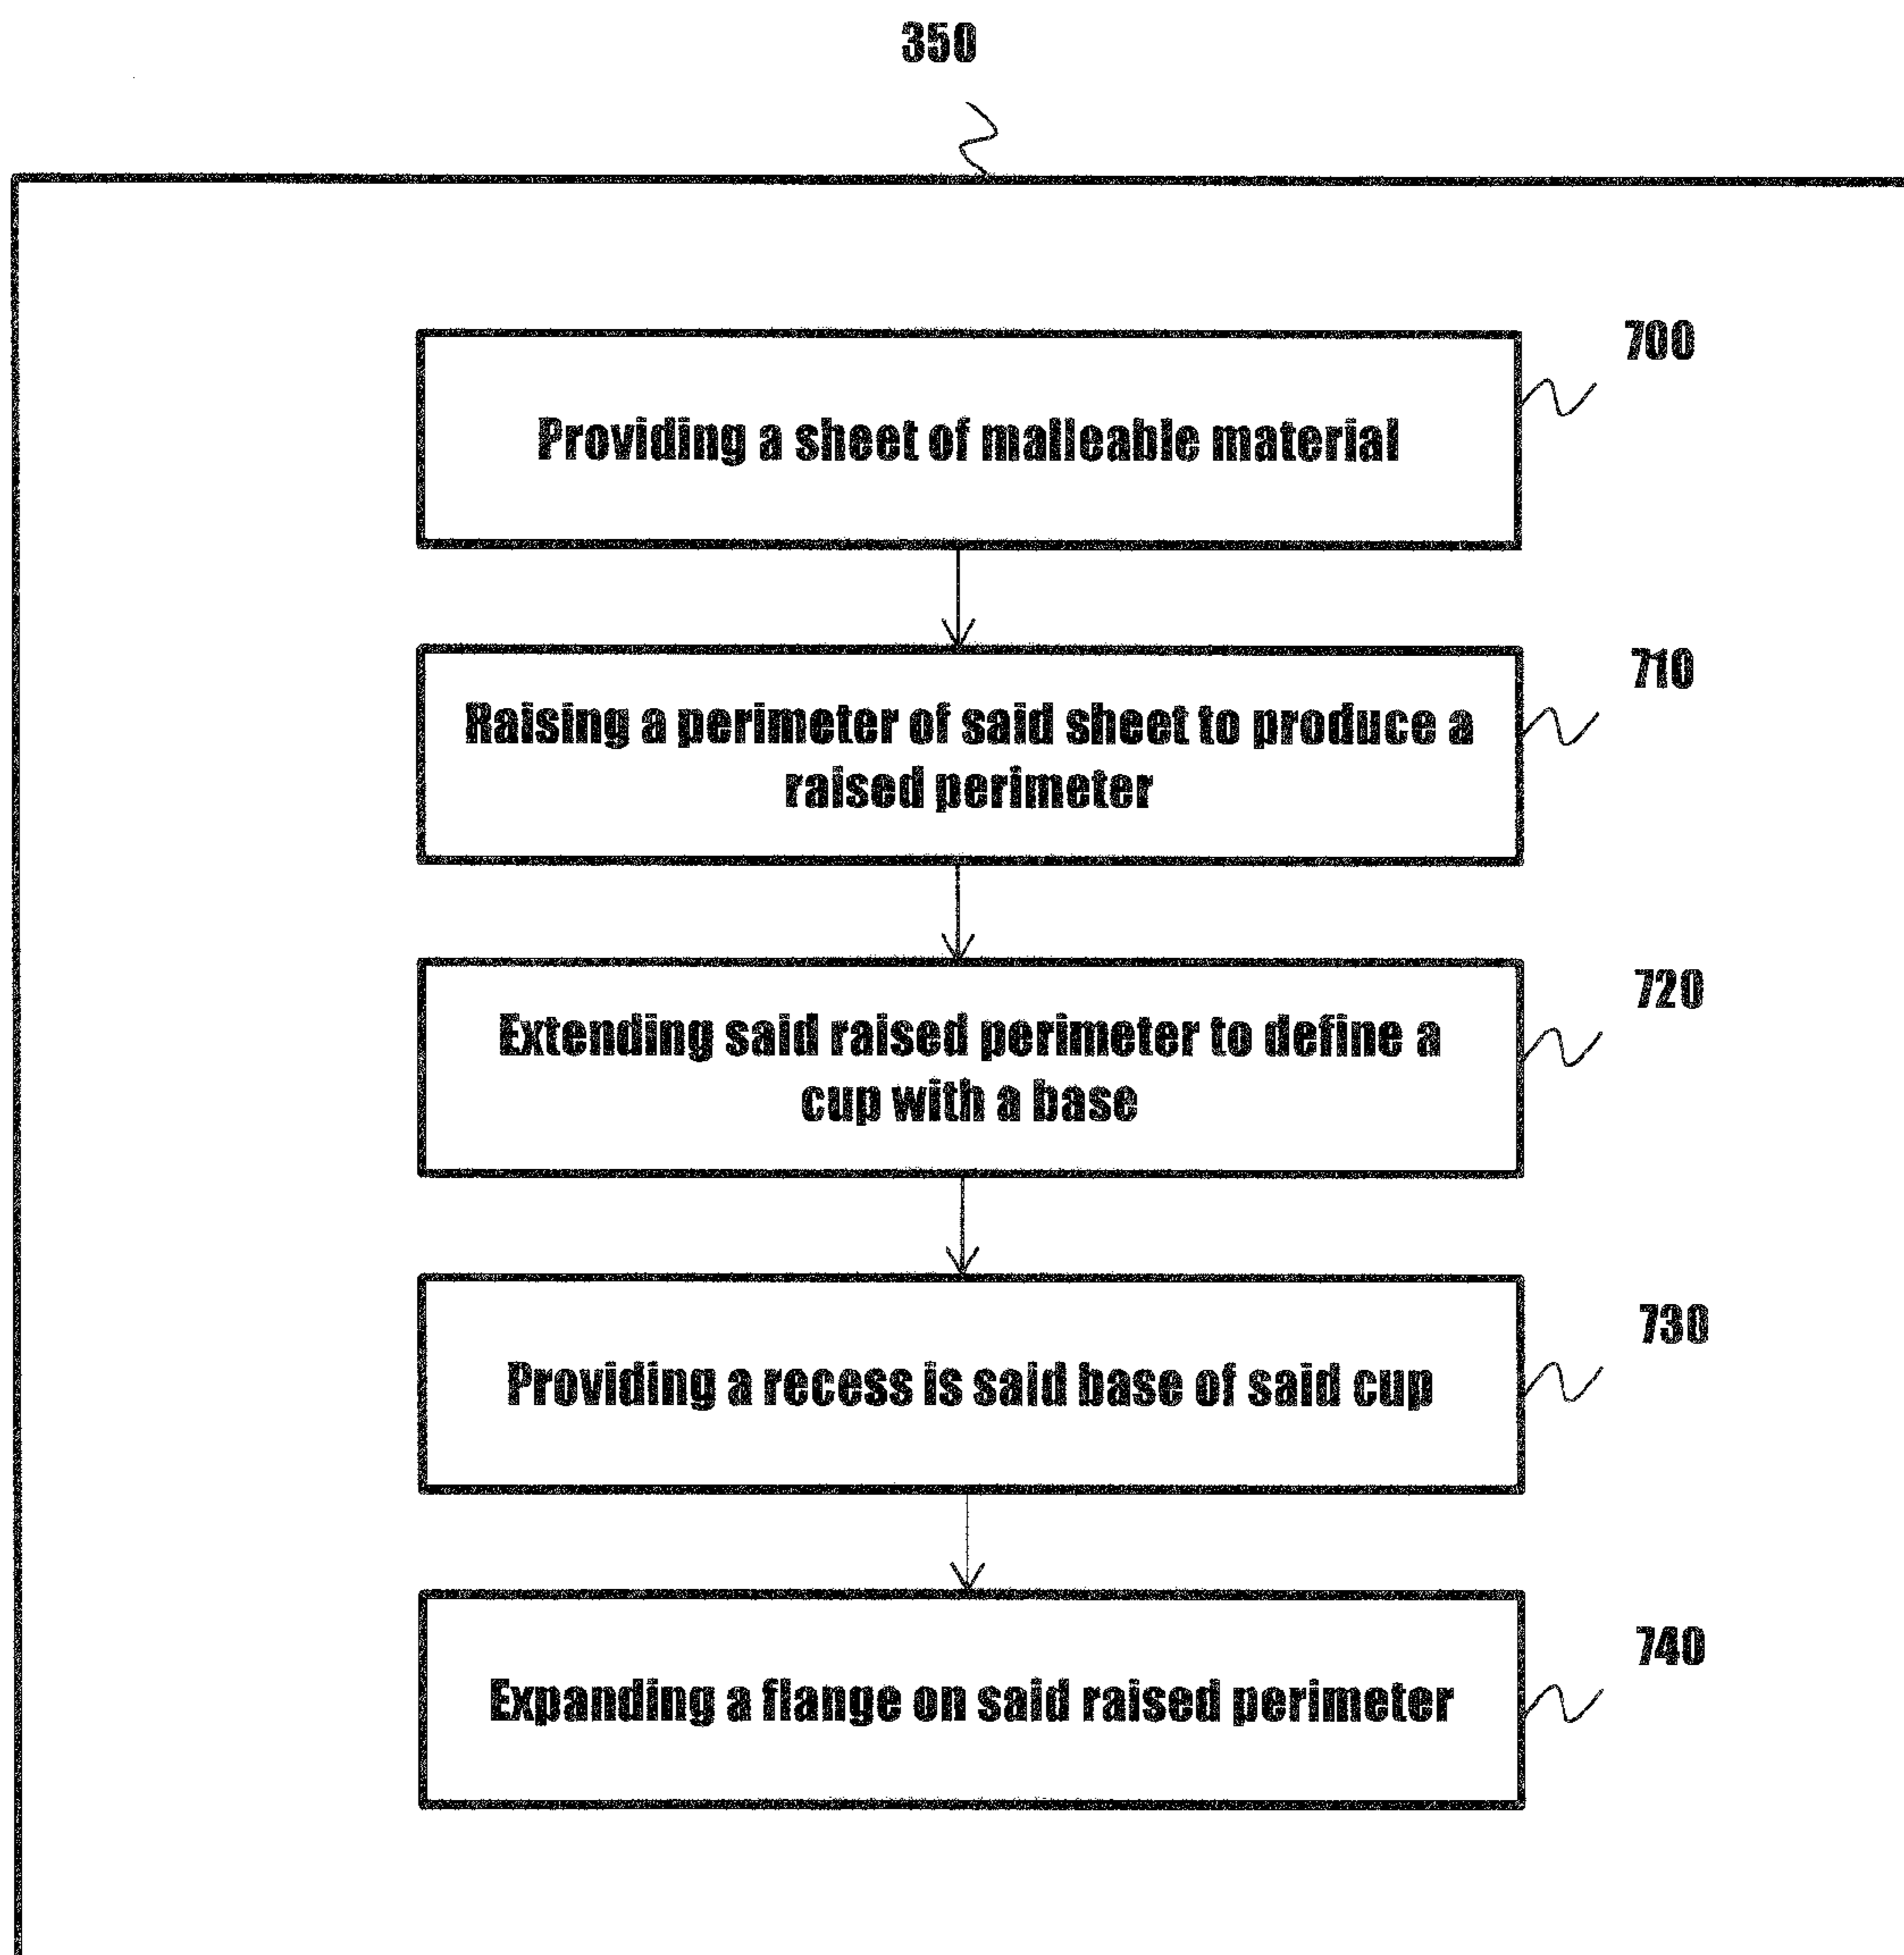 350
700
Providing a sheet of malleable material
710
Raising a perimeter of said sheet to produce a
raised perimeter
720
Extending said raised perimeter to define a
cup with a base
730
Providing a recess is said base of said cup
740
Expanding a flange on said raised perimeter